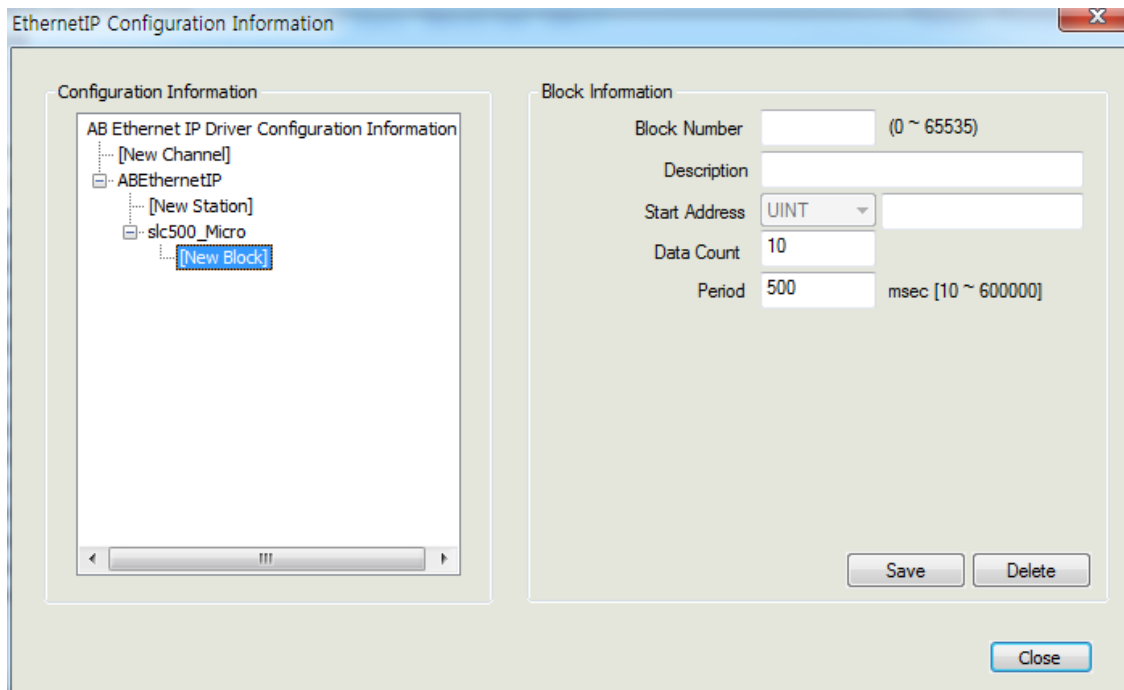 EthernetIP Configuration Information
X
Configuration Information
AB Ethernet IP Driver Configuration Information
[New Channel]
ABEthernetIP
[New Station]
slc500_Micro
[New Block]
Block Information
Block Number (0 ~ 65535)
Description
Start Address UINT
Data Count 10
Period 500 msec [10 ~ 600000]
Save Delete
Close